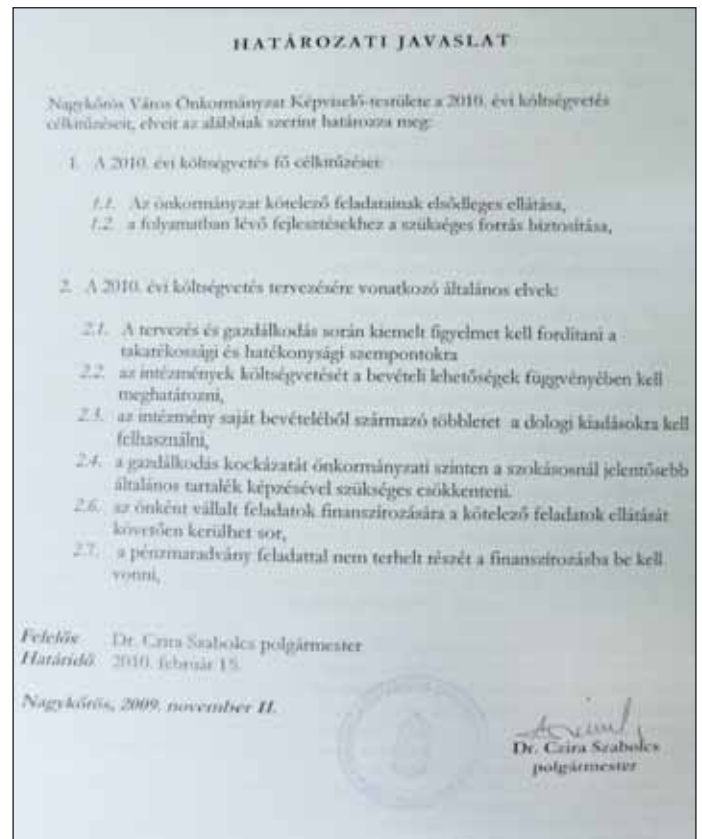 HATÁROZATI JAVASLAT
Nagykőrös Város Önkormányzat Képviselő-testülete a 2010. évi költségvetés
célkitűzéseit, elveit az alábbiak szerint határozza meg:
1. A 2010. évi költségvetés fő célkitűzései:
1.1. Az önkormányzat kötelező feladatainak elsődleges ellátása,
1.2. a folyamatban lévő fejlesztésekhez a szükséges forrás biztosítása,
2. A 2010. évi költségvetés tervezésére vonatkozó általános elvek:
2.1. A tervezés és gazdálkodás során kiemelt figyelmet kell fordítani a
takarékossági és hatékonysági szempontokra
2.2. az intézmények költségvetését a bevételi lehetőségek függvényében kell
meghatározni,
2.3. az intézmény saját bevételéből származó többletet a dologi kiadásokra kell
felhasználni,
2.4. a gazdálkodás kockázatát önkormányzati szinten a szokásosnál jelentősebb
általános tartalék képzésével szükséges csökkenteni.
2.6. az önként vállalt feladatok finanszírozására a kötelező feladatok ellátását
követően kerülhet sor,
2.7. a pénzmaradvány feladattal nem terhelt részét a finanszírozásba be kell
vonni,
Felelős: Dr. Czira Szabolcs polgármester
Határidő: 2010. február 15.
Nagykőrös, 2009. november 11.
Dr. Czira Szabolcs
polgármester